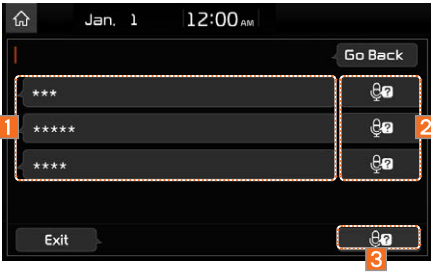 Jan. 1 12:00 AM
Go Back
***
?
1 ***** ? 2
****
?
Exit ?
3